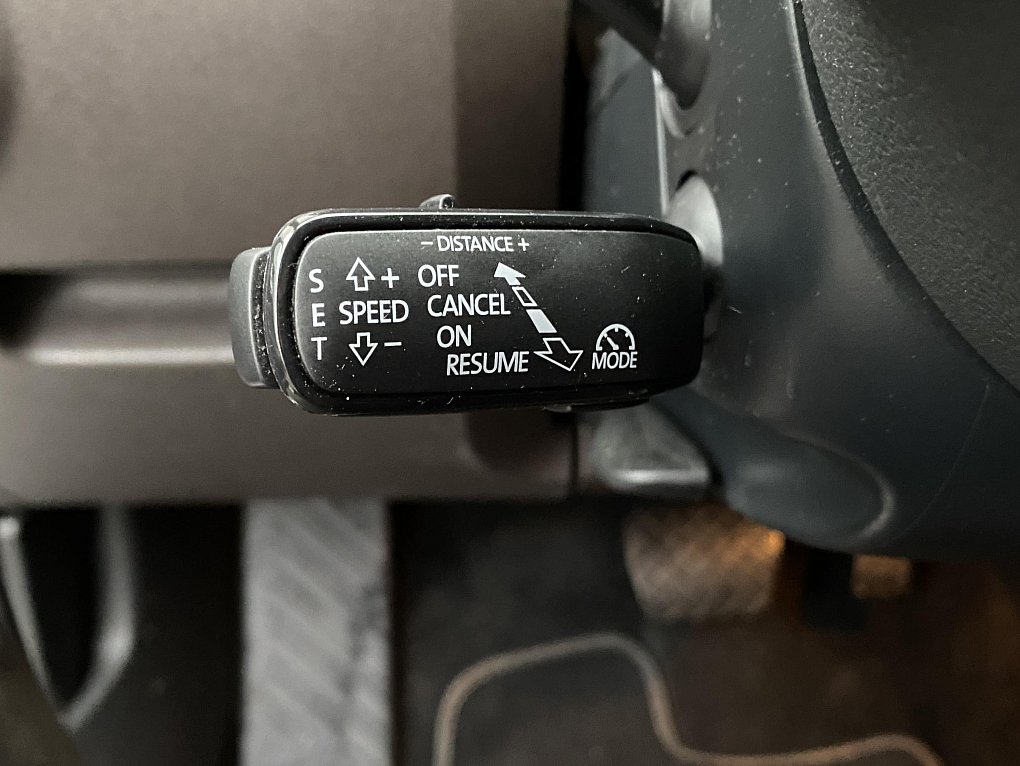 – DISTANCE +
S + OFF
E SPEED CANCEL
T – ON
RESUME MODE